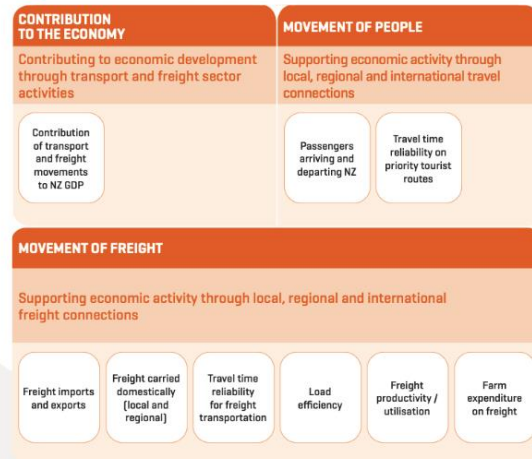 CONTRIBUTION
TO THE ECONOMY
Contributing to economic development
through transport and freight sector
activities
Contribution
of transport
and freight
movements
to NZ GDP
MOVEMENT OF PEOPLE
Supporting economic activity through
local, regional and international travel
connections
Passengers
arriving and
departing NZ
Travel time
reliability on
priority tourist
routes
MOVEMENT OF FREIGHT
Supporting economic activity through local, regional and international
freight connections
Freight imports
and exports
Freight carried
domestically
(local and
regional)
Travel time
reliability
for freight
transportation
Load
efficiency
Freight
productivity /
utilisation
Farm
expenditure
on freight